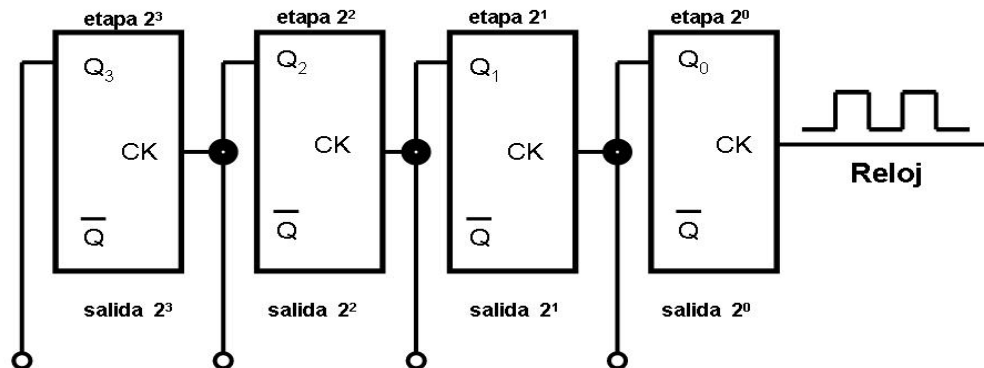 etapa 2³ etapa 2² etapa 2¹ etapa 2⁰
Q₃ Q₂ Q₁ Q₀
CK CK CK CK
Reloj
Q̅ Q̅ Q̅ Q̅
salida 2³ salida 2² salida 2¹ salida 2⁰